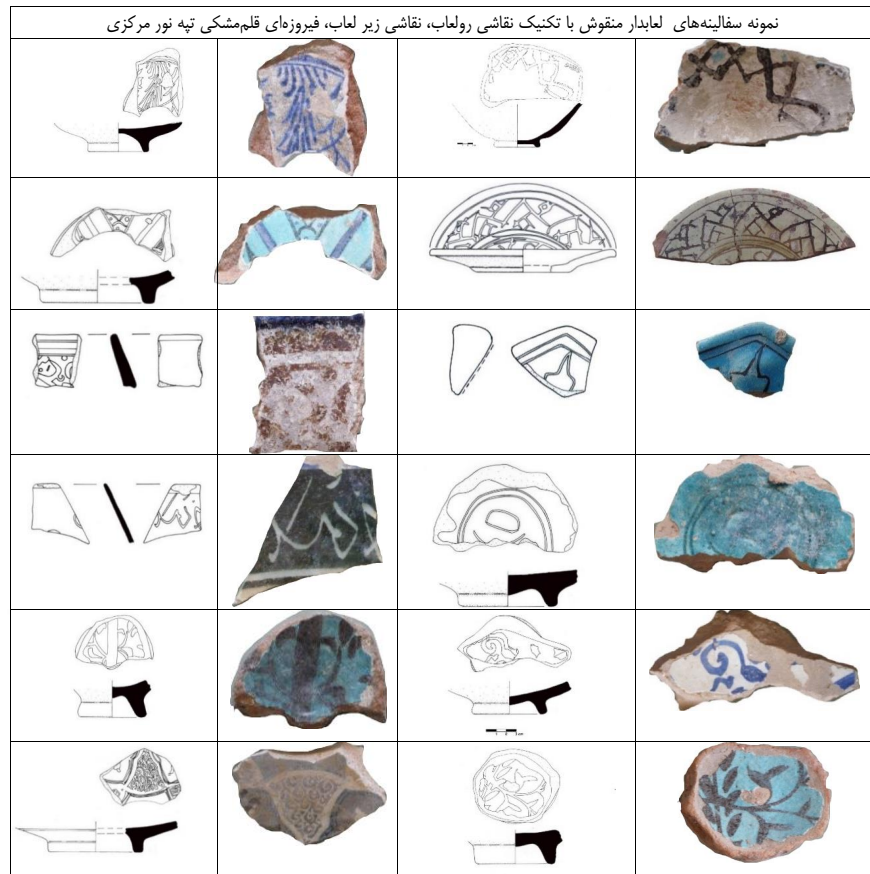 نمونه سفالینه‌های  لعابدار منقوش با تکنیک نقاشی رولعاب، نقاشی زیر لعاب، فیروزه‌ای قلم‌مشکی تپه نور مرکزی